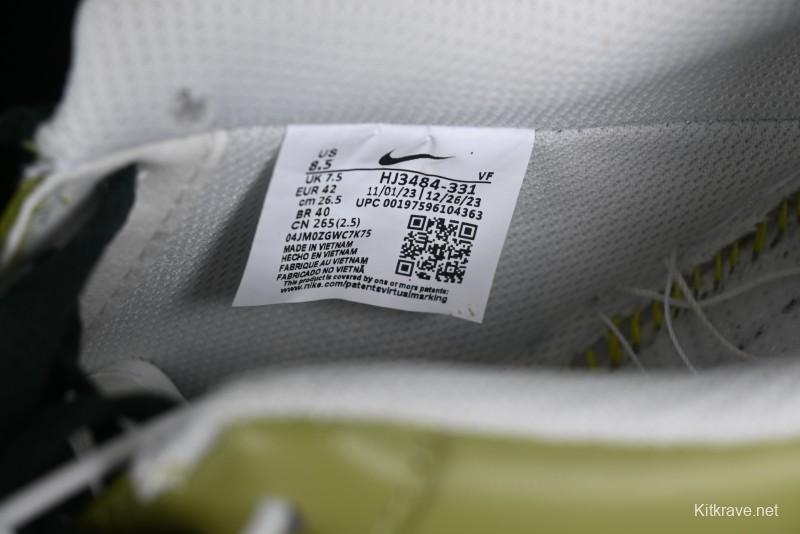 US
8.5
UK 7.5
EUR 42
cm 26.5
BR 40
CN 265(2.5)
04JM0ZGWC7K75
VF
HJ3484-331
11/01/23 | 12/26/23
UPC 00197596104363
MADE IN VIETNAM
HECHO EN VIETNAM
FABRIQUE AU VIETNAM
FABRICADO NO VIETNÃ
This product is covered by one or more patents:
www.nike.com/patentsvirtualmarking
Kitkrave.net